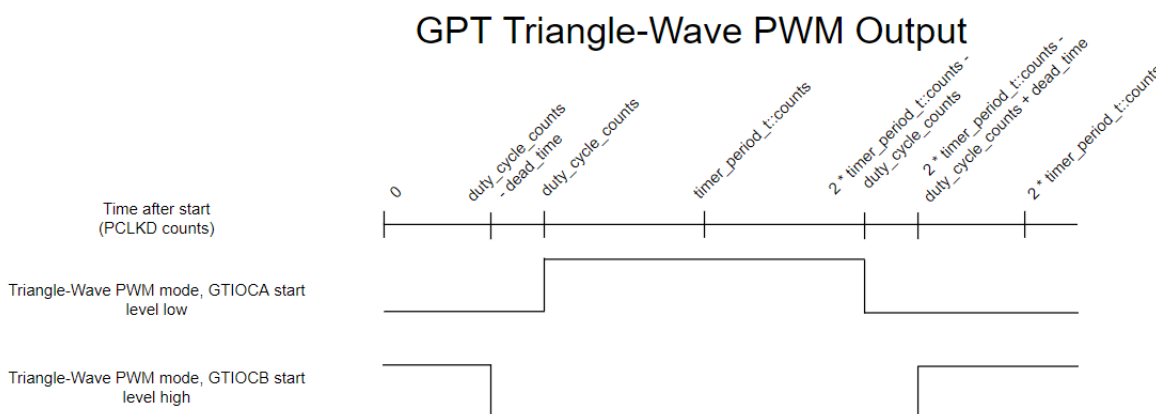 GPT Triangle-Wave PWM Output
0
duty_cycle_counts
- dead_time
duty_cycle_counts
timer_period_t::counts
2 * timer_period_t::counts -
duty_cycle_counts
2 * timer_period_t::counts -
duty_cycle_counts + dead_time
2 * timer_period_t::counts
Time after start
(PCLKD counts)
Triangle-Wave PWM mode, GTIOCA start
level low
Triangle-Wave PWM mode, GTIOCB start
level high